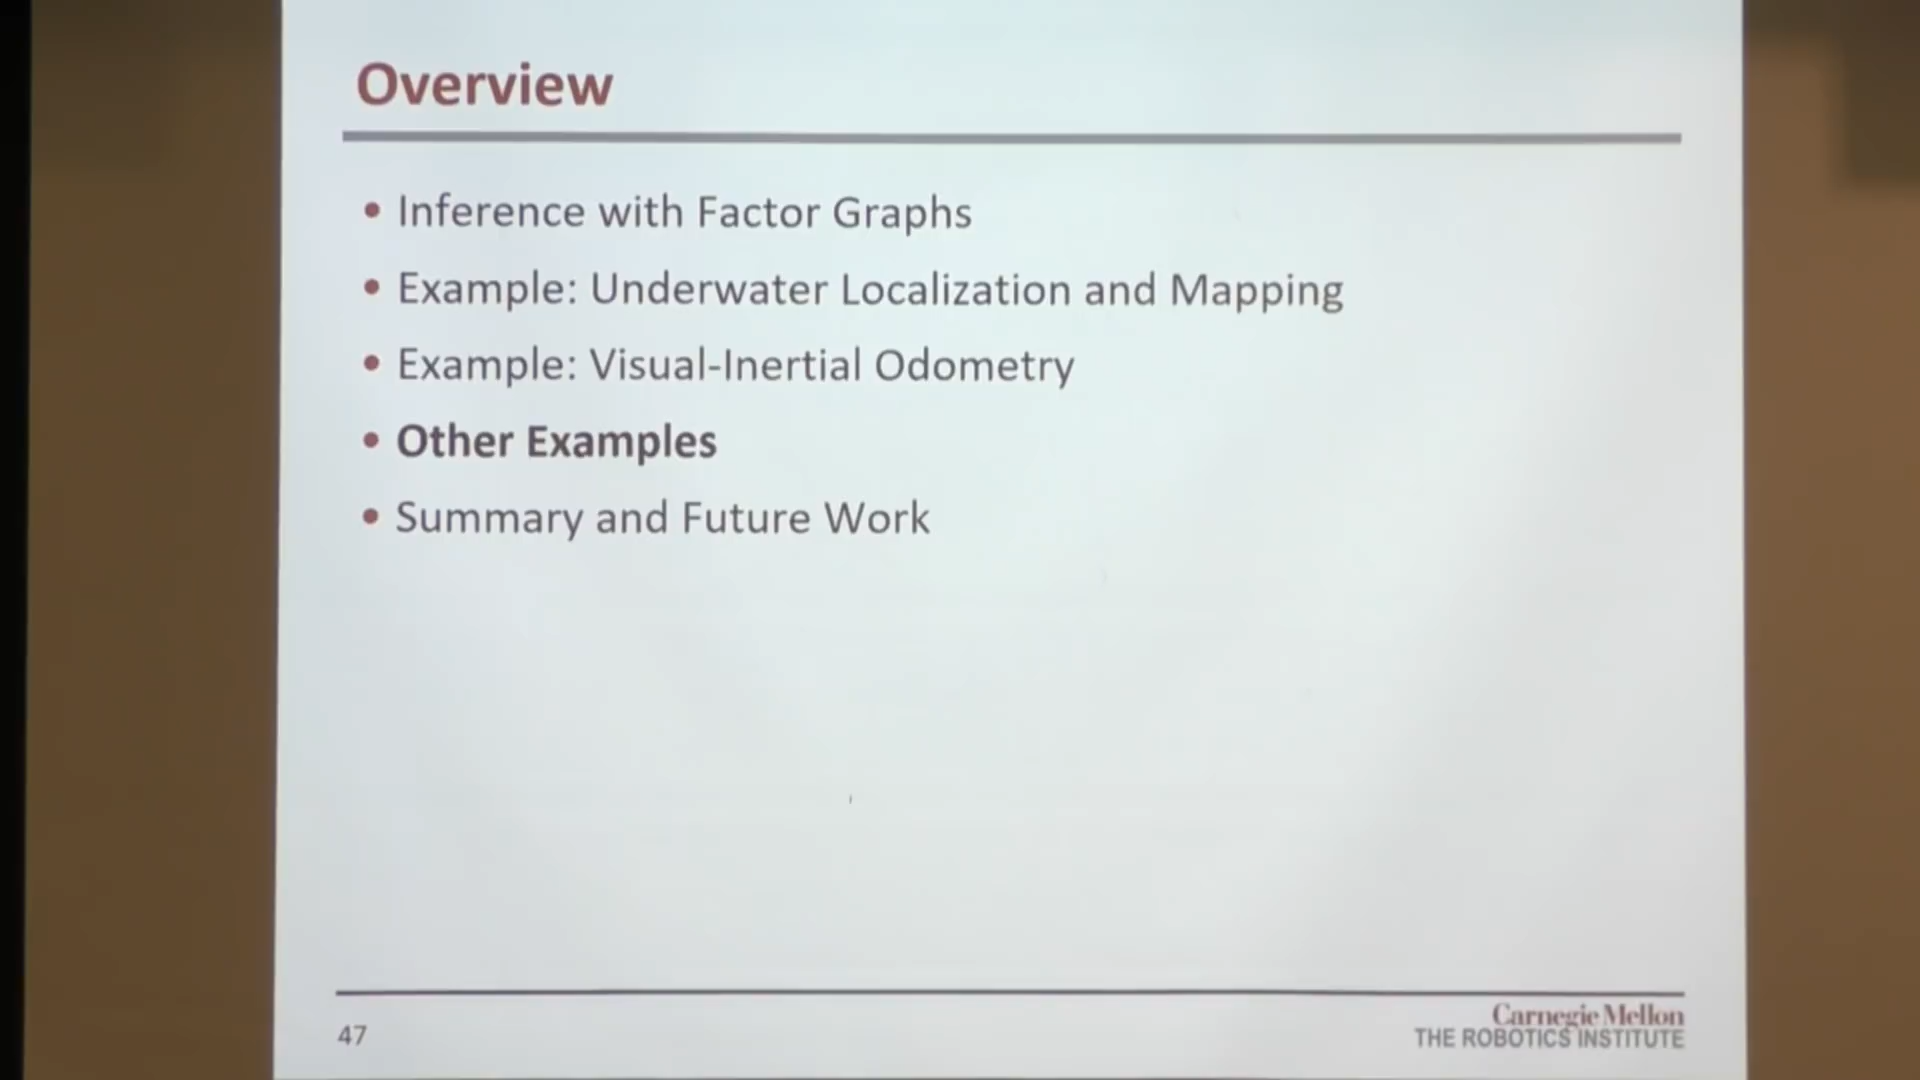 Overview
• Inference with Factor Graphs
• Example: Underwater Localization and Mapping
• Example: Visual-Inertial Odometry
• Other Examples
• Summary and Future Work
47
Carnegie Mellon
THE ROBOTICS INSTITUTE